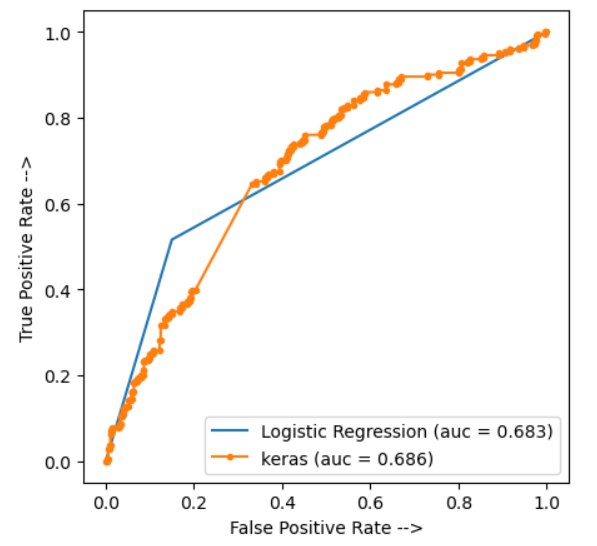 1.0
0.8
0.6
0.4
0.2
0.0
True Positive Rate -->
Logistic Regression (auc = 0.683)
keras (auc = 0.686)
0.0 0.2 0.4 0.6 0.8 1.0
False Positive Rate -->